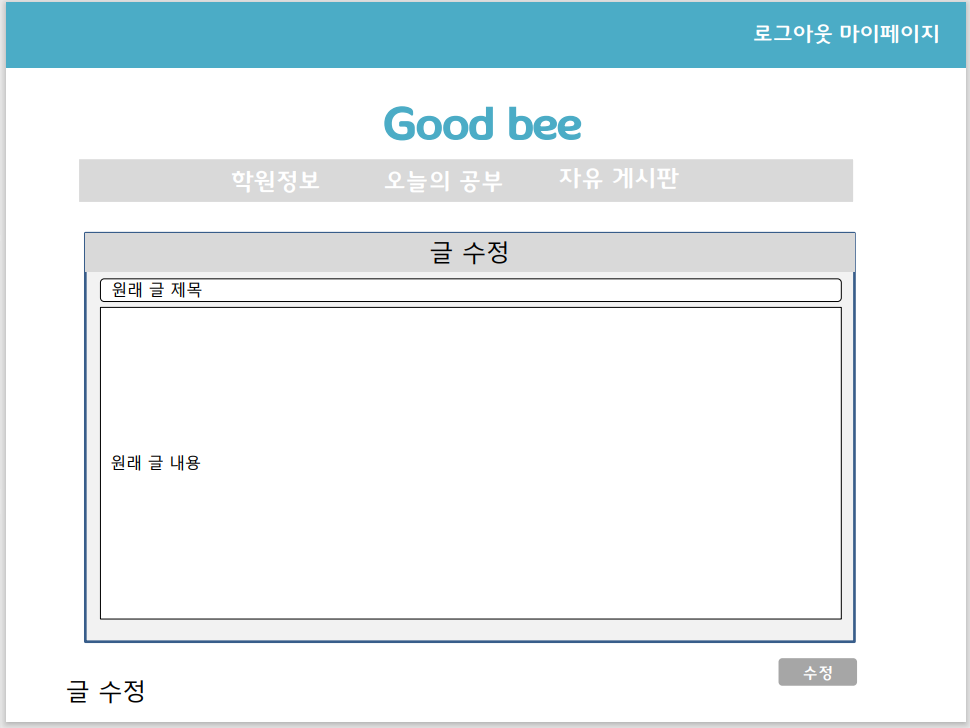 로그아웃 마이페이지
Good bee
학원정보 오늘의 공부 자유 게시판
글 수정
원래 글 제목
원래 글 내용
수정
글 수정